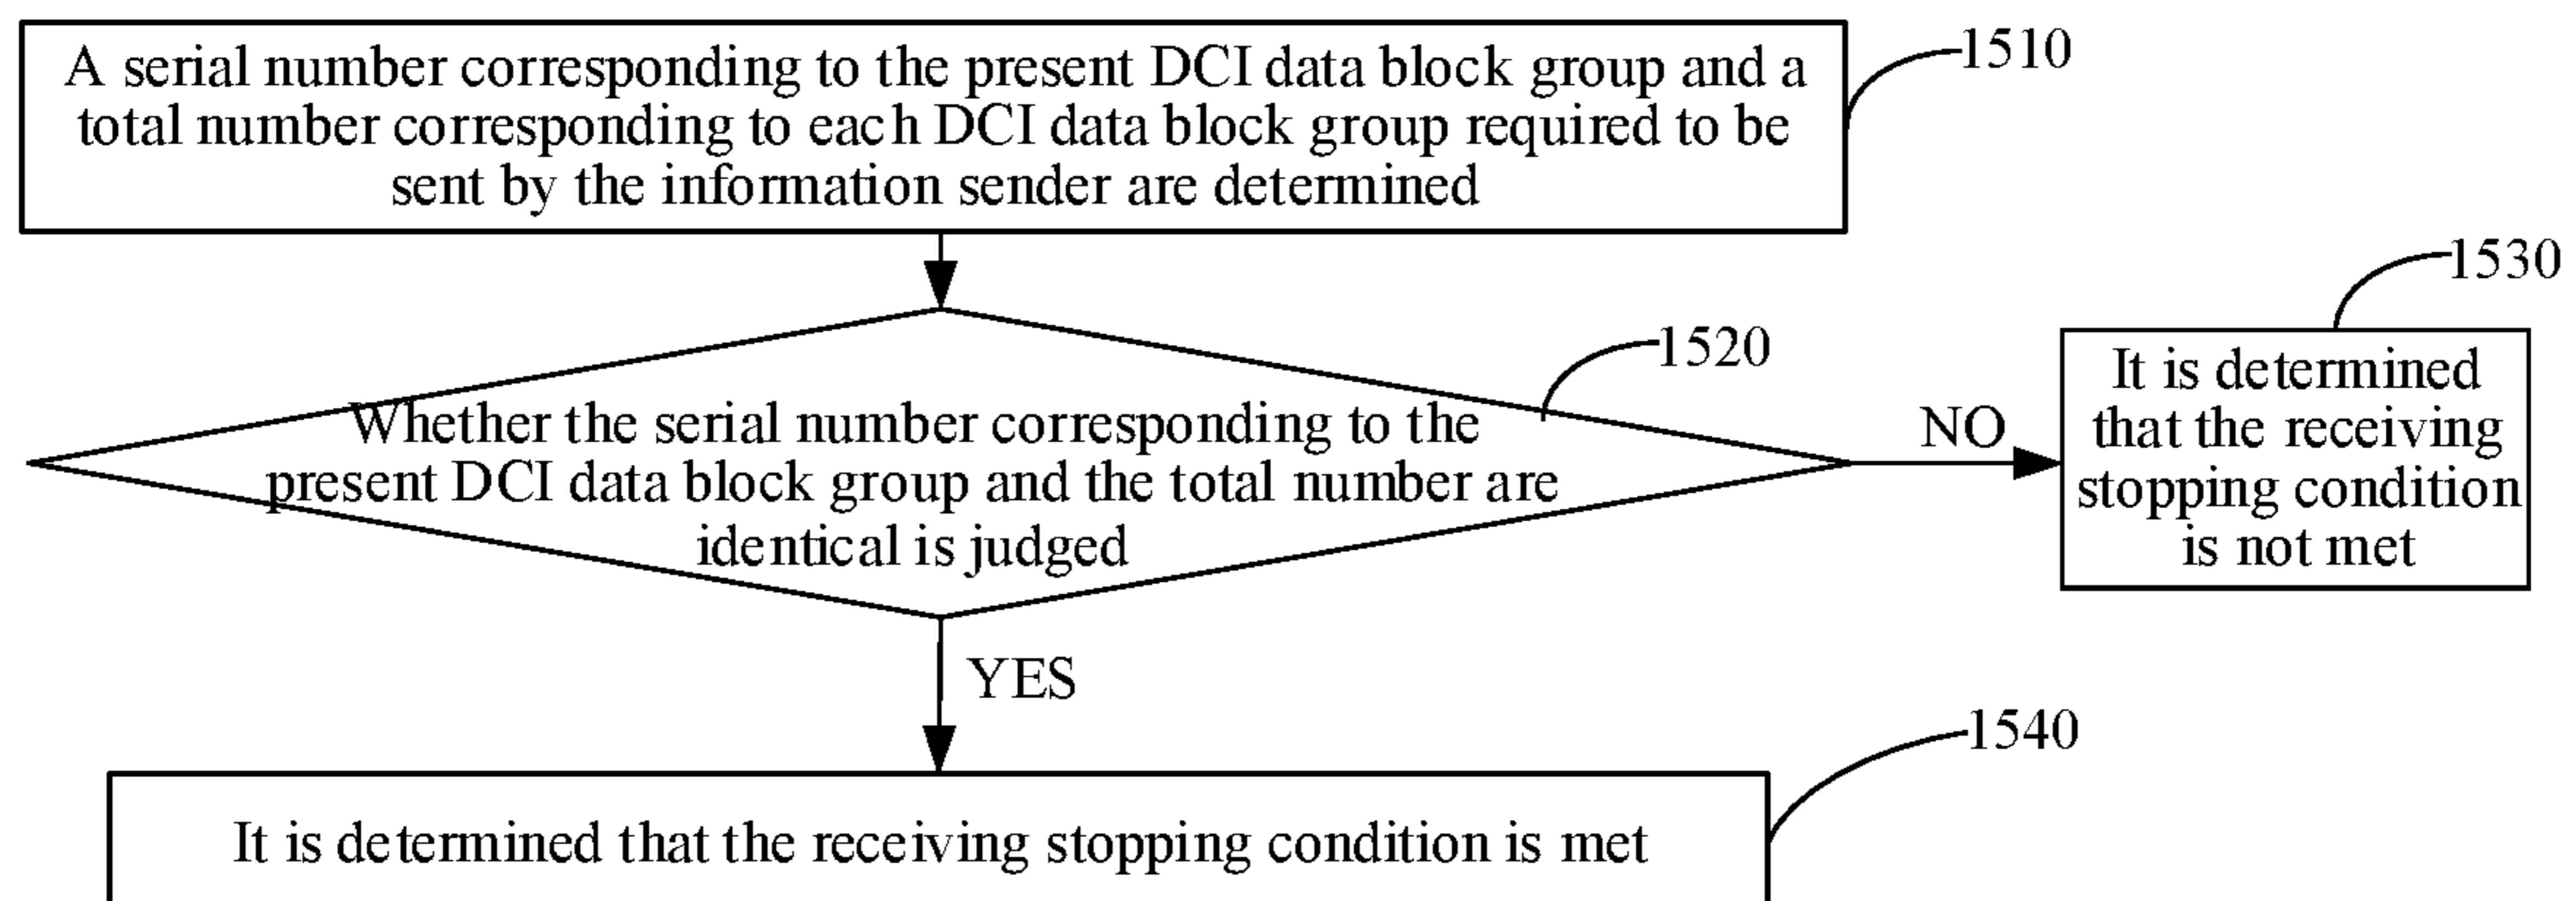 A serial number corresponding to the present DCI data block group and a
total number corresponding to each DCI data block group required to be
sent by the information sender are determined
1510
1530
1520
Whether the serial number corresponding to the
present DCI data block group and the total number are
identical is judged
NO
It is determined
that the receiving
stopping condition
is not met
YES
1540
It is determined that the receiving stopping condition is met